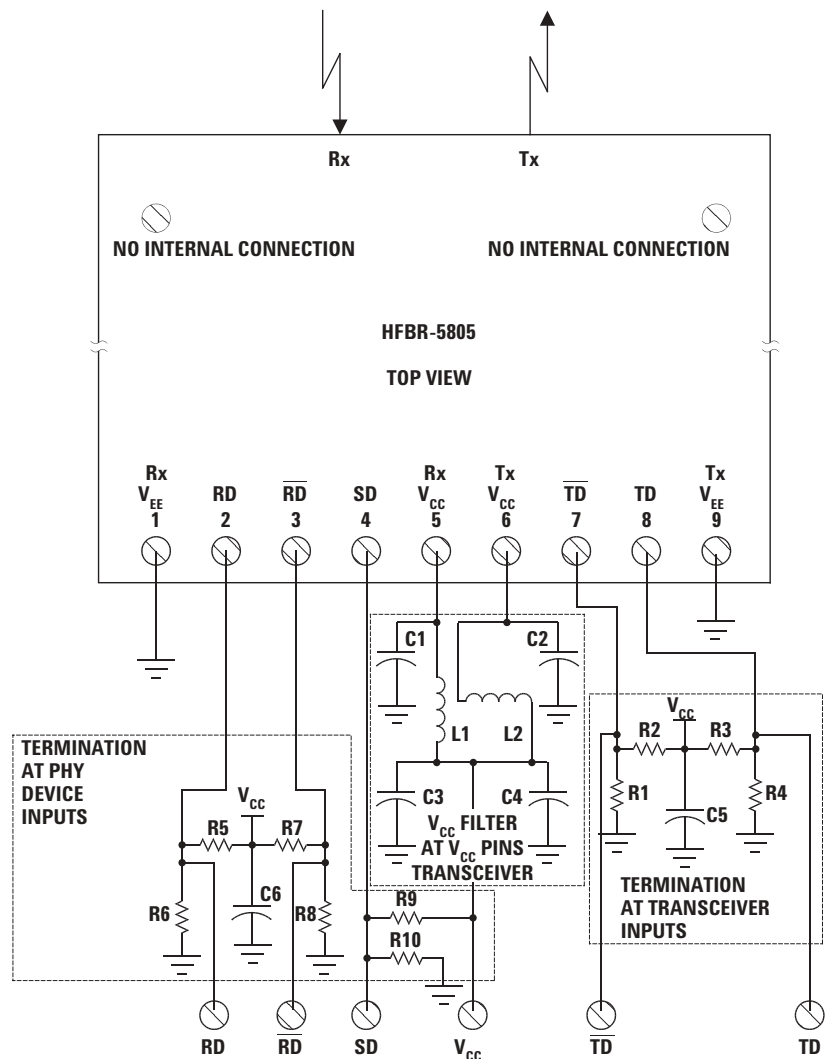 Rx
Tx
NO INTERNAL CONNECTION
NO INTERNAL CONNECTION
HFBR-5805
TOP VIEW
Rx
V_EE
1
RD
2
R̅D̅
3
SD
4
Rx
V_CC
5
Tx
V_CC
6
T̅D̅
7
TD
8
Tx
V_EE
9
C1
C2
L1
L2
C3
C4
V_CC FILTER
AT V_CC PINS
TRANSCEIVER
TERMINATION
AT PHY
DEVICE
INPUTS
V_CC
R5
R7
R6
C6
R8
R9
R10
V_CC
R2
R3
R1
C5
R4
TERMINATION
AT TRANSCEIVER
INPUTS
RD
R̅D̅
SD
V_CC
T̅D̅
TD